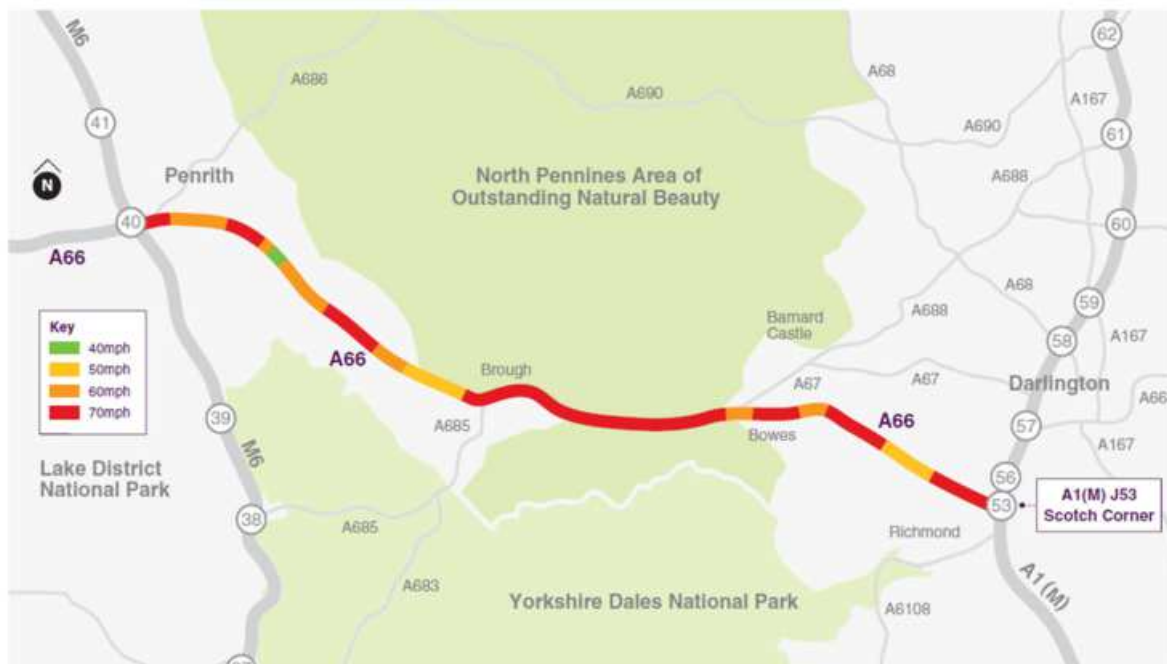 M6
62
A68
A686
A690
A167
41
A690
61
N
Penrith
North Pennines Area of
Outstanding Natural Beauty
A688
40
60
A66
A68
Key
40mph
50mph
60mph
70mph
A66
Barnard
Castle
A688
59
A167
58
Brough
A67
A67
Darlington
A66
39
A685
Bowes
A66
57
A167
M6
Lake District
National Park
56
A1(M) J53
Scotch Corner
53
38
A685
Richmond
A683
Yorkshire Dales National Park
A6108
A1 (M)